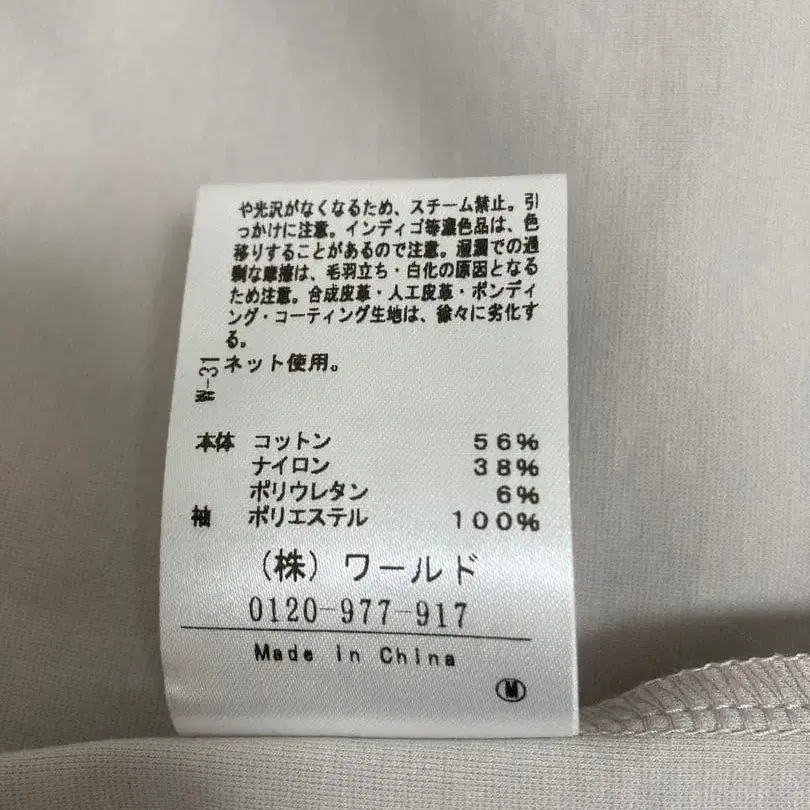 や光沢がなくなるため、スチーム禁止。引
っかけに注意。インディゴ等濃色品は、色
移りすることがあるので注意。湿潤での過
剰な摩擦は、毛羽立ち・白化の原因となる
ため注意。合成皮革・人工皮革・ボンディ
ング・コーティング生地は、徐々に劣化す
る。
W-31
ネット使用。
本体 コットン 56%
ナイロン 38%
ポリウレタン 6%
袖 ポリエステル 100%
(株) ワールド
0120-977-917
Made in China
M